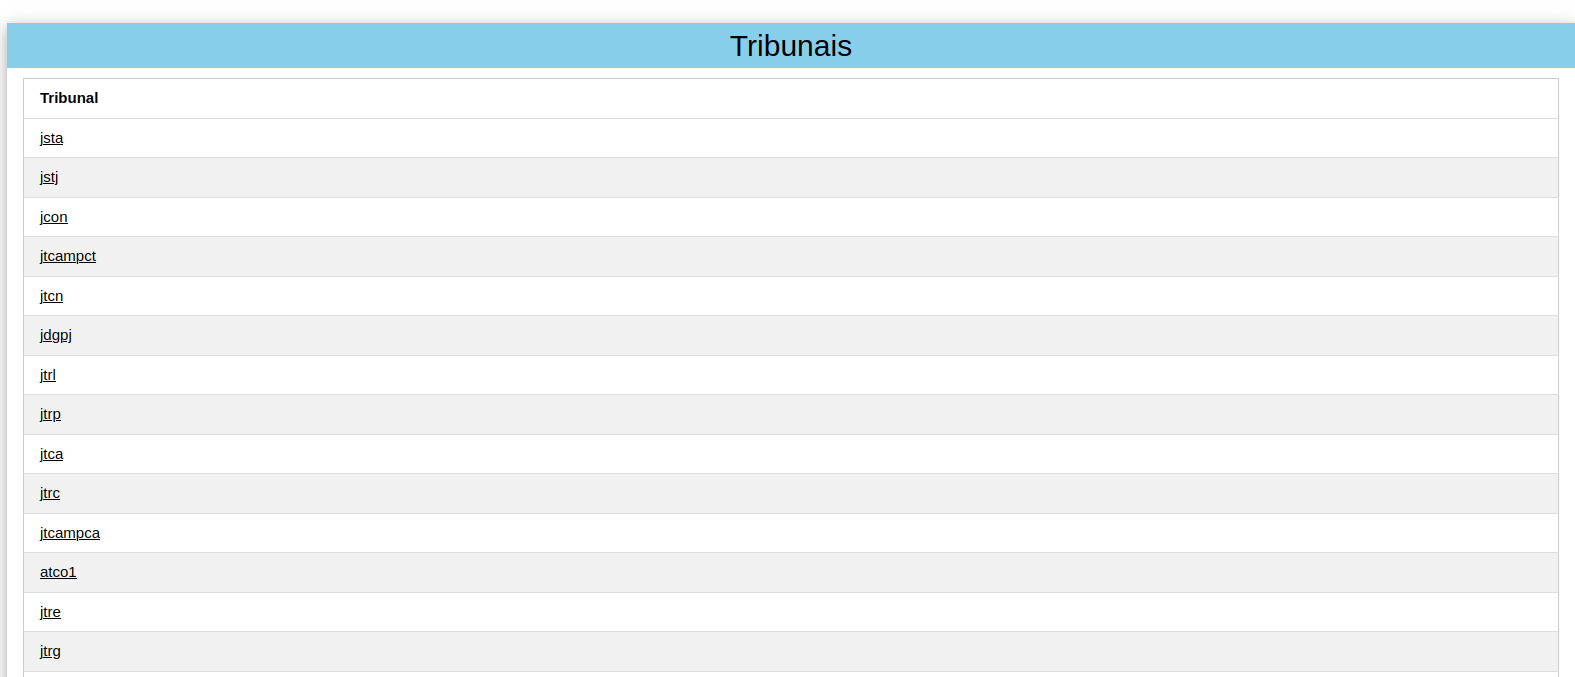 Tribunais
Tribunal
jsta
jstj
jcon
jtcampct
jtcn
jdgpj
jtrl
jtrp
jtca
jtrc
jtcampca
atco1
jtre
jtrg